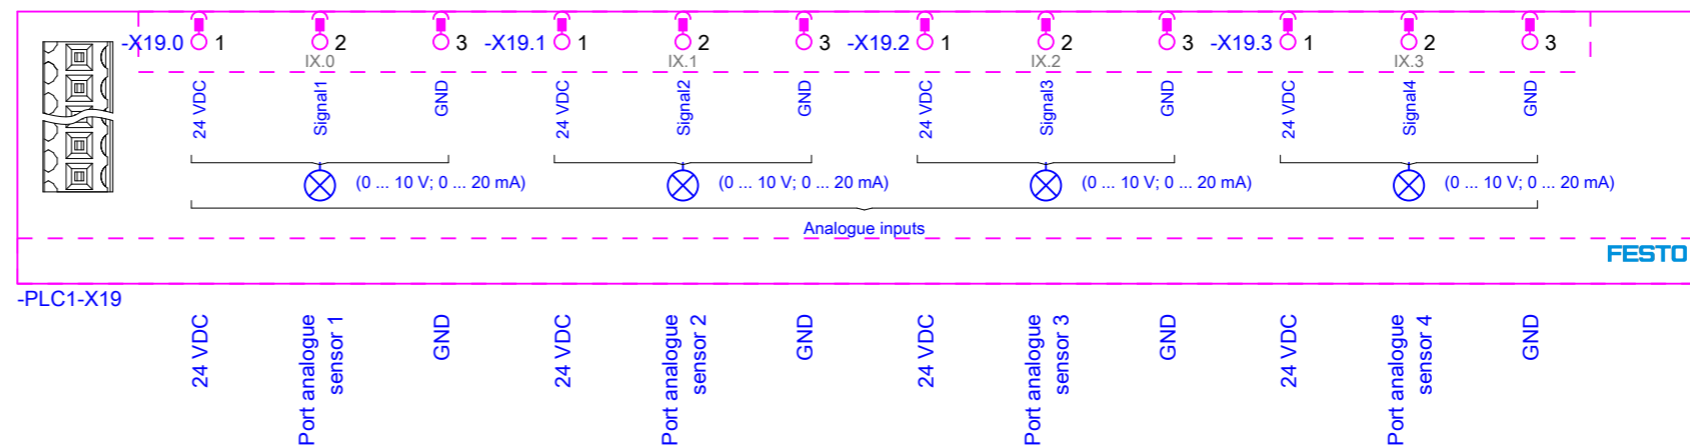 -X19.0 1 2 3 -X19.1 1 2 3 -X19.2 1 2 3 -X19.3 1 2 3
IX.0 IX.1 IX.2 IX.3
24 VDC Signal1 GND 24 VDC Signal2 GND 24 VDC Signal3 GND 24 VDC Signal4 GND
(0 ... 10 V; 0 ... 20 mA) (0 ... 10 V; 0 ... 20 mA) (0 ... 10 V; 0 ... 20 mA) (0 ... 10 V; 0 ... 20 mA)
Analogue inputs
FESTO
-PLC1-X19
24 VDC
Port analogue
sensor 1
GND
24 VDC
Port analogue
sensor 2
GND
24 VDC
Port analogue
sensor 3
GND
24 VDC
Port analogue
sensor 4
GND